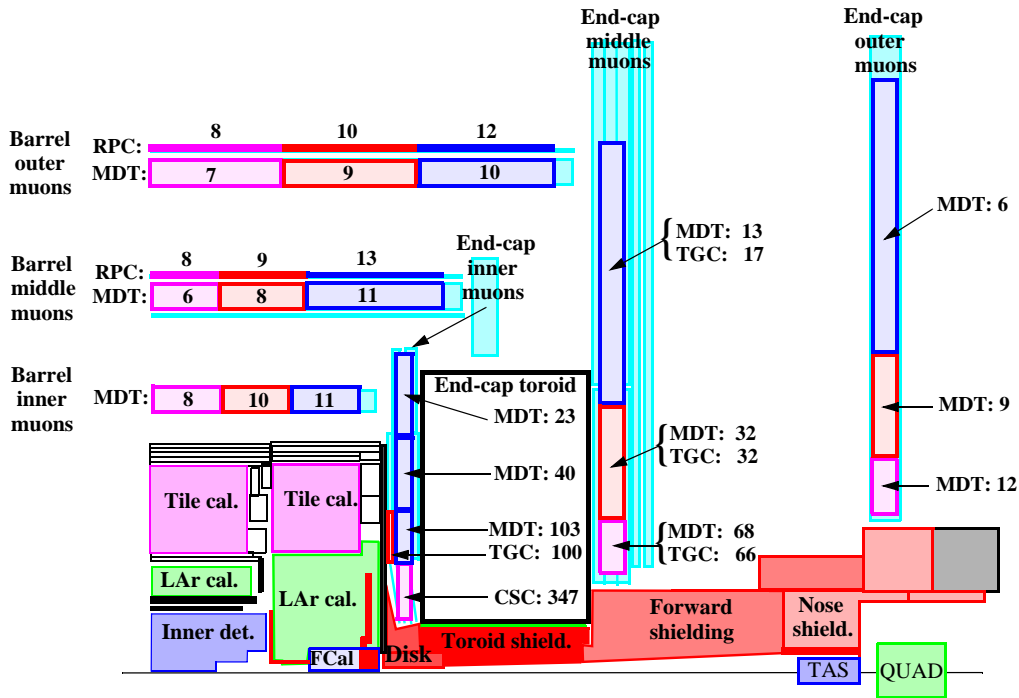 End-cap
middle
muons
End-cap
outer
muons
8 10 12
Barrel
outer
muons
RPC:
MDT:
7 9 10
MDT: 6
{ MDT: 13
TGC: 17
End-cap
inner
muons
8 9 13
Barrel
middle
muons
RPC:
MDT:
6 8 11
Barrel
inner
muons
MDT:
8 10 11
End-cap toroid
MDT: 23
MDT: 9
{ MDT: 32
TGC: 32
MDT: 40
MDT: 12
Tile cal.
Tile cal.
MDT: 103
TGC: 100
{ MDT: 68
TGC: 66
LAr cal.
LAr cal.
CSC: 347
Forward
shielding
Nose
shield.
Inner det.
FCal
Disk
Toroid shield.
TAS
QUAD